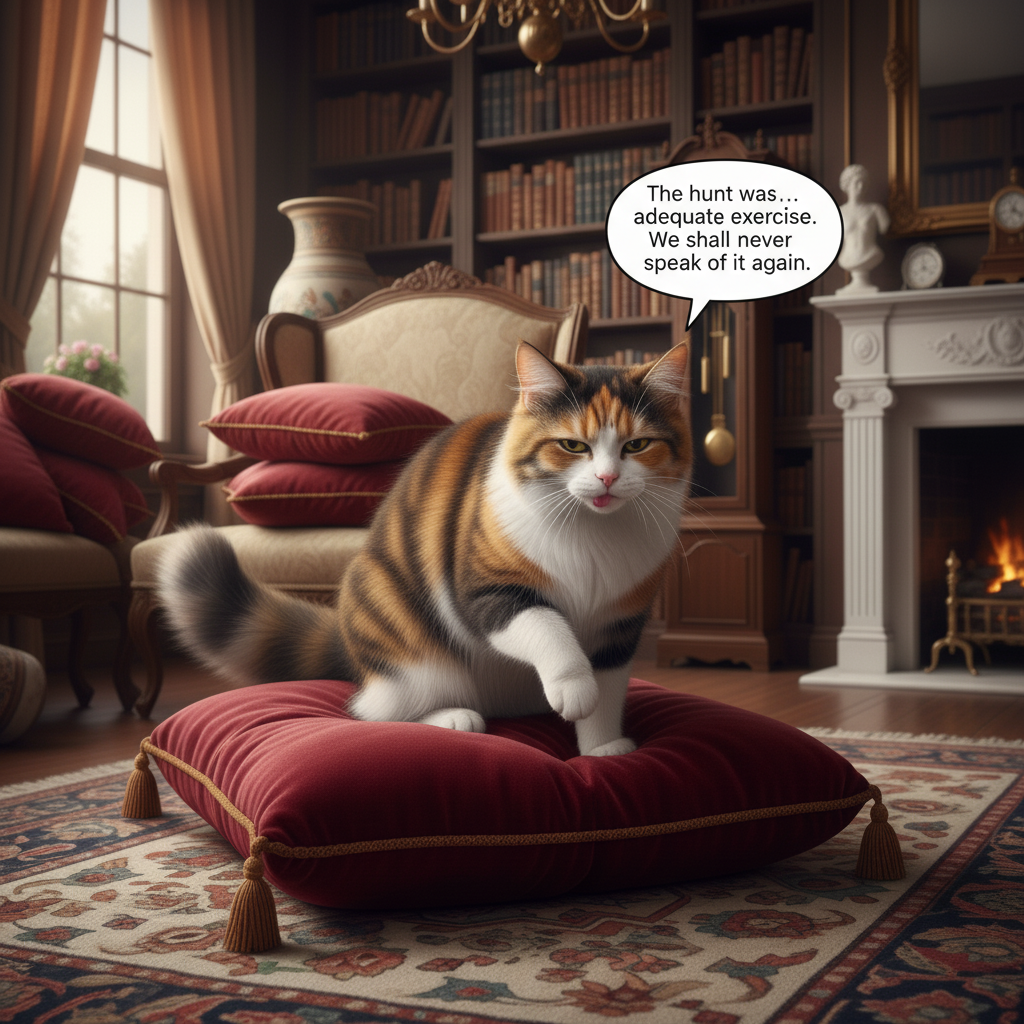 The hunt was...
adequate exercise.
We shall never
speak of it again.